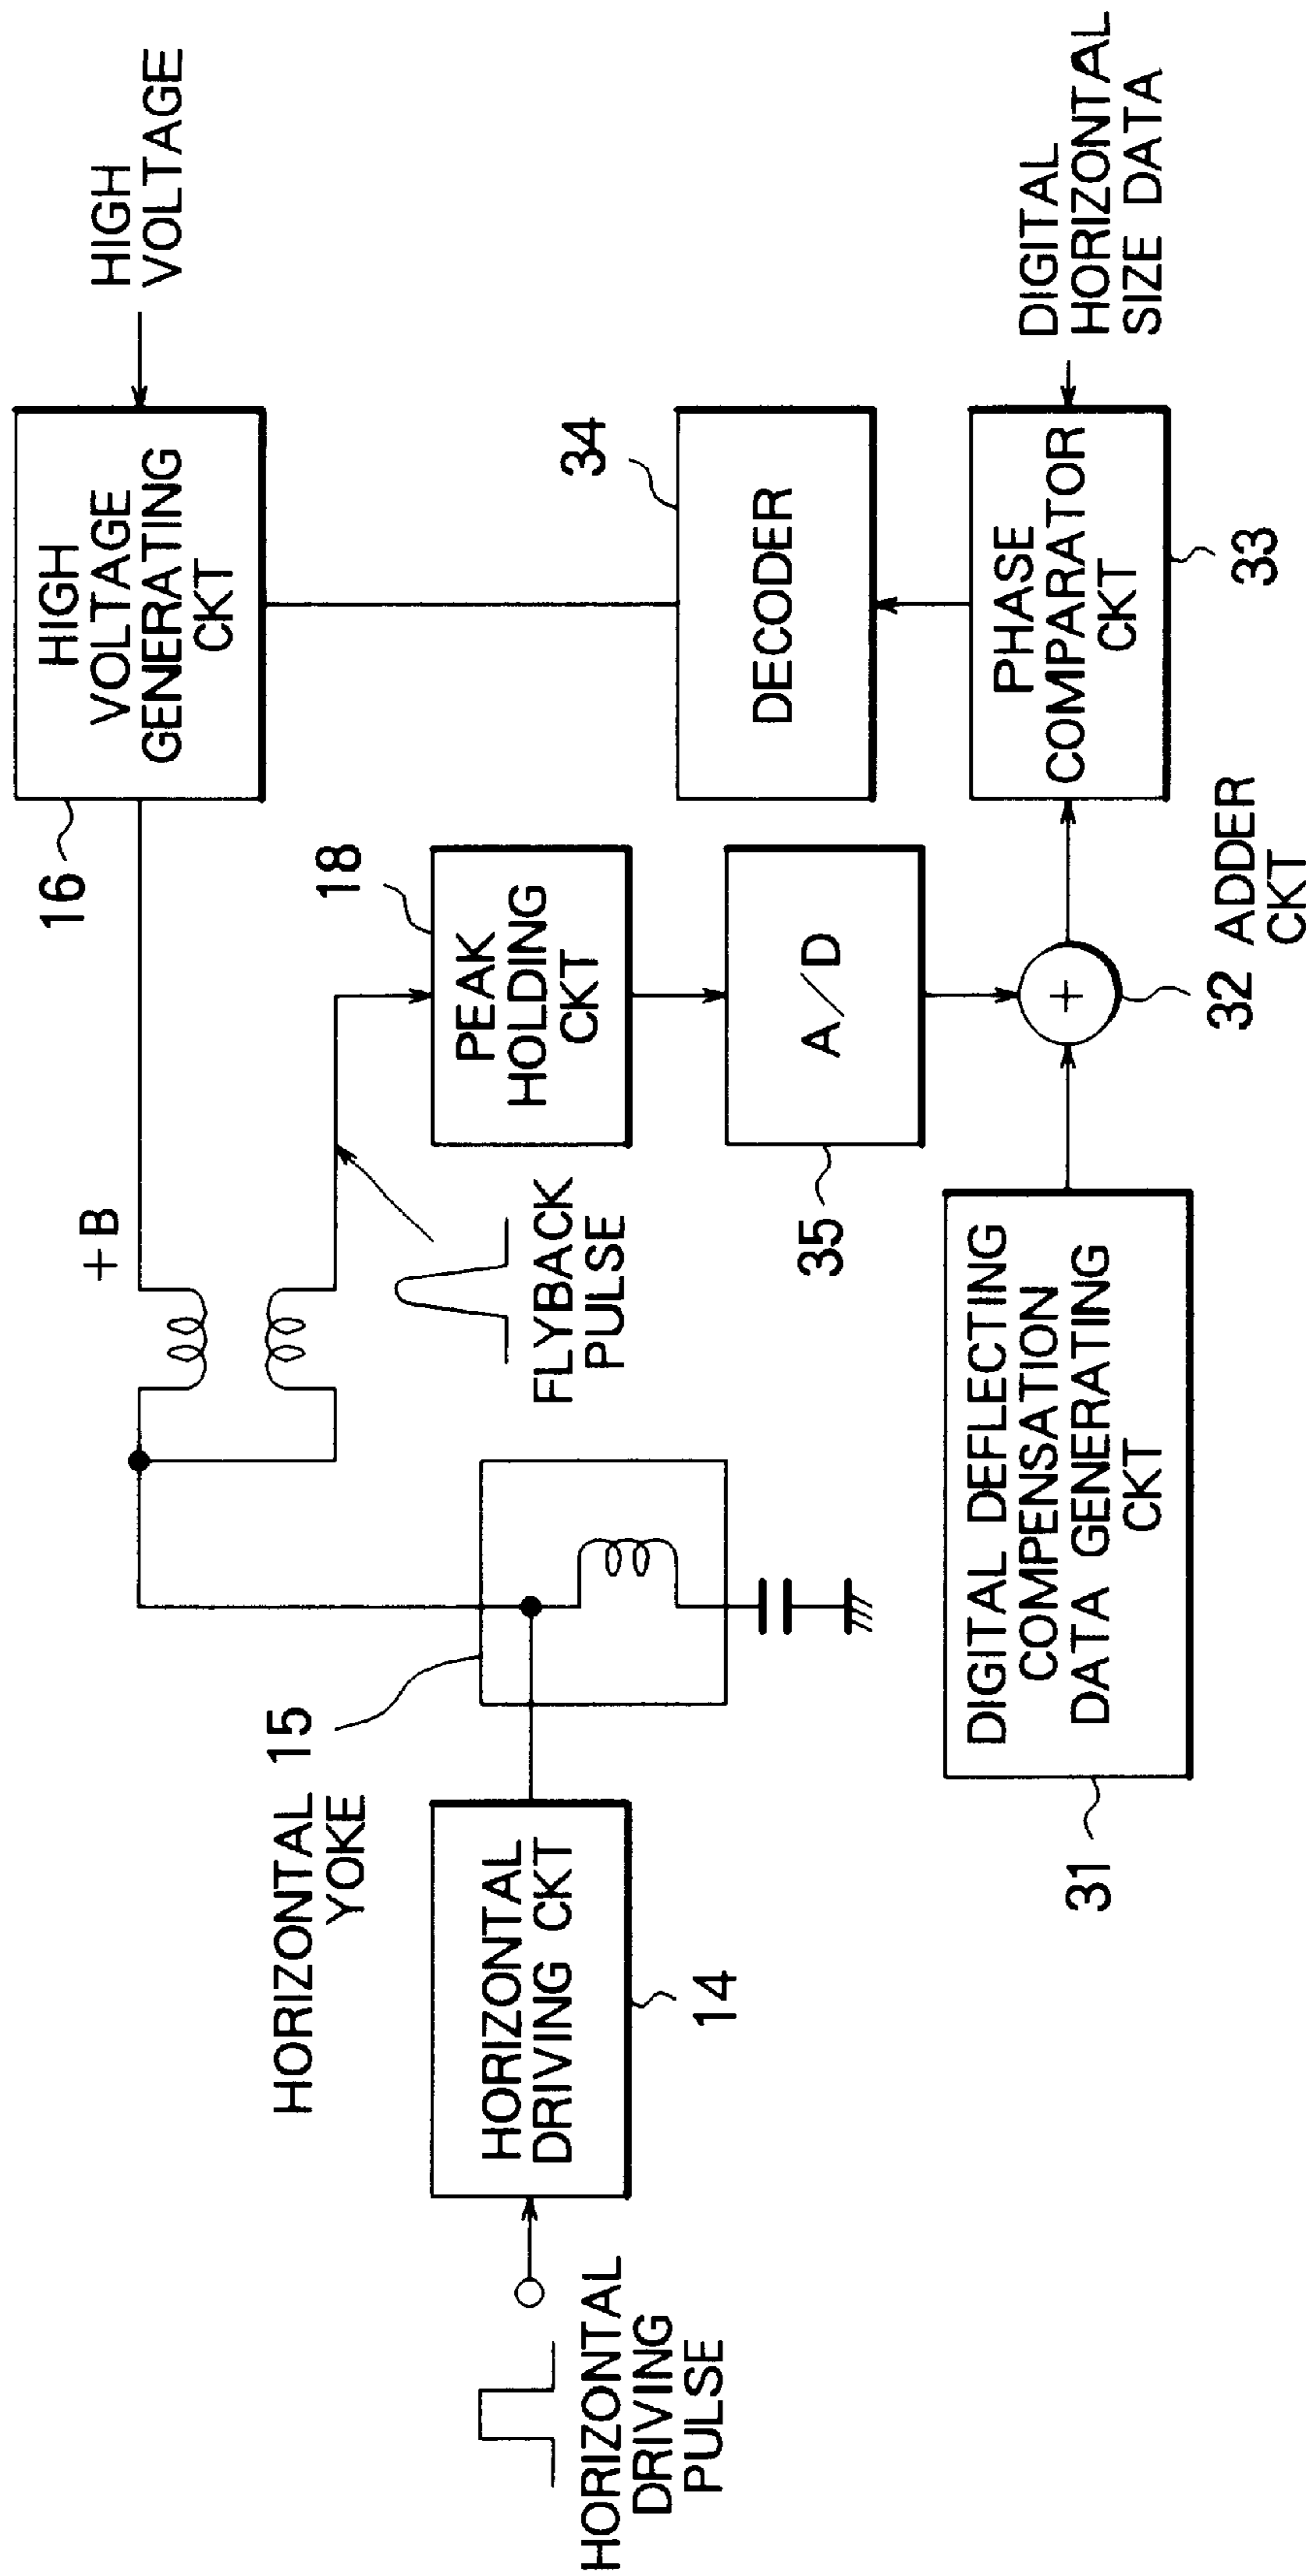 HIGH
VOLTAGE
HIGH
VOLTAGE
GENERATING
CKT
16
+B
HORIZONTAL
YOKE
15
18
PEAK
HOLDING
CKT
FLYBACK
PULSE
34
DECODER
HORIZONTAL
DRIVING
PULSE
HORIZONTAL
DRIVING CKT
14
A/D
35
DIGITAL DEFLECTING
COMPENSATION
DATA GENERATING
CKT
31
+
32 ADDER
CKT
PHASE
COMPARATOR
CKT
33
DIGITAL
HORIZONTAL
SIZE DATA